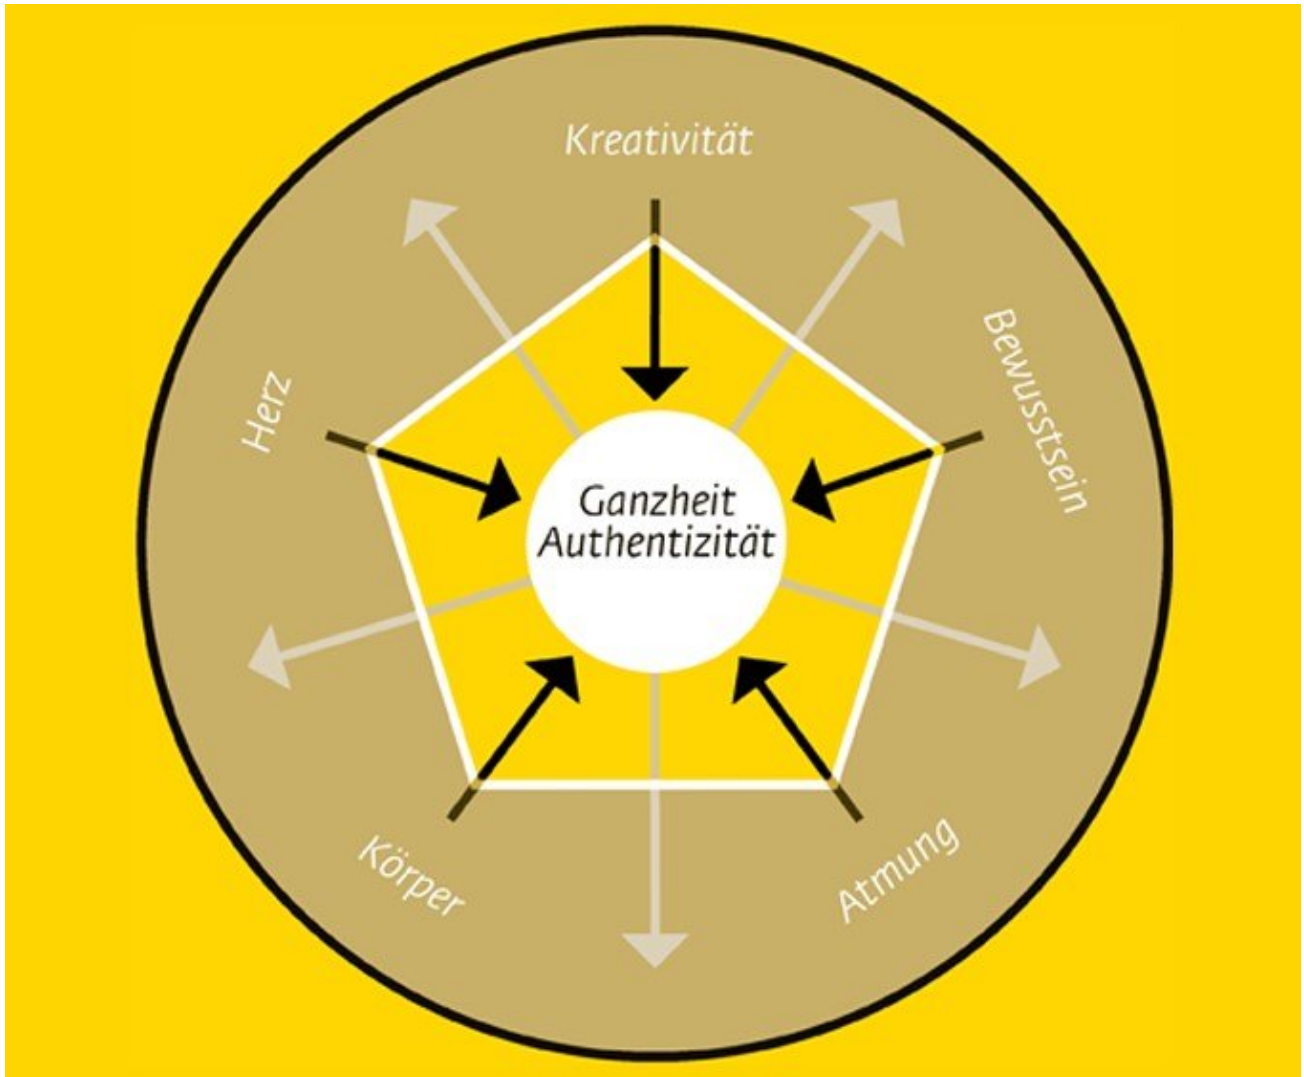 Kreativität
Bewusstsein
Herz
Ganzheit
Authentizität
Körper
Atmung